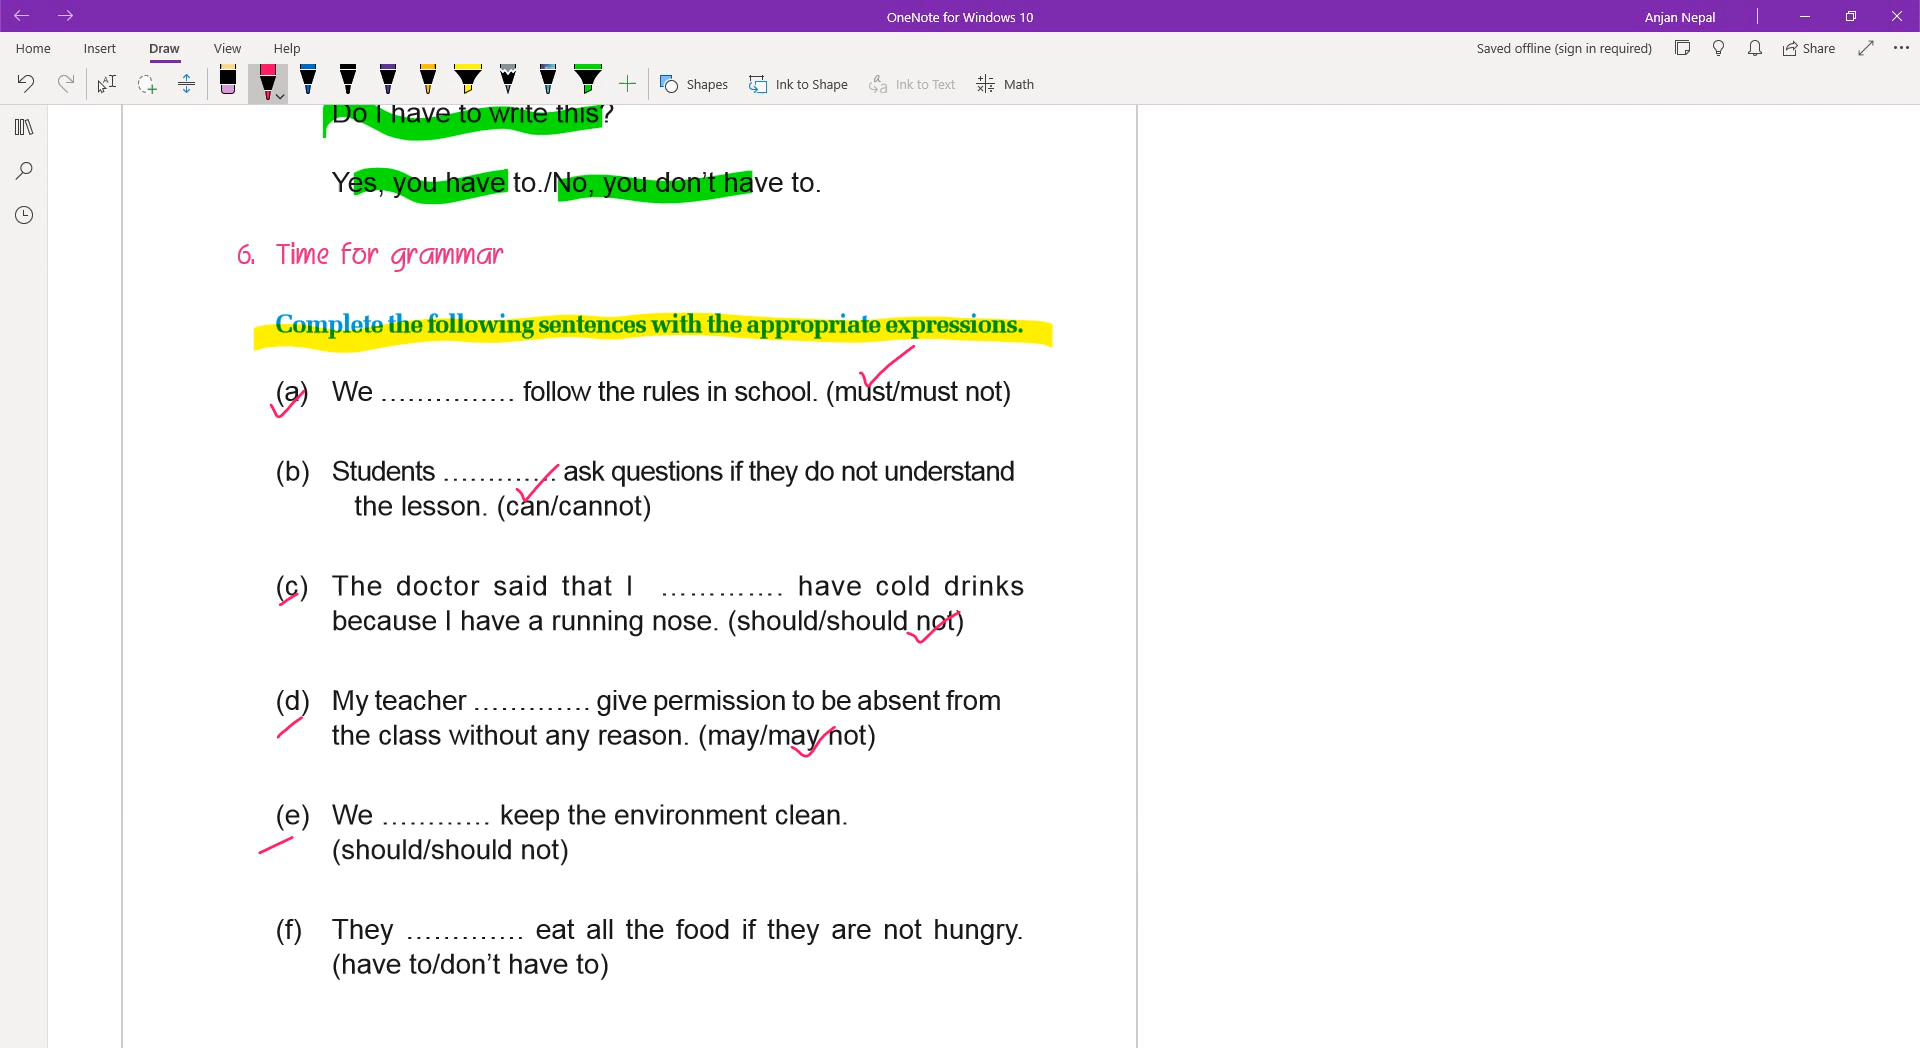 OneNote for Windows 10
Anjan Nepal
Home Insert Draw View Help
Saved offline (sign in required)
Share
Shapes
Ink to Shape
Ink to Text
Math
Do I have to write this?
Yes, you have to./No, you don't have to.
6. Time for grammar
Complete the following sentences with the appropriate expressions.
(a) We ............... follow the rules in school. (must/must not)
(b) Students ............. ask questions if they do not understand
the lesson. (can/cannot)
(c) The doctor said that I ............. have cold drinks
because I have a running nose. (should/should not)
(d) My teacher ............. give permission to be absent from
the class without any reason. (may/may not)
(e) We ............ keep the environment clean.
(should/should not)
(f) They ............. eat all the food if they are not hungry.
(have to/don't have to)